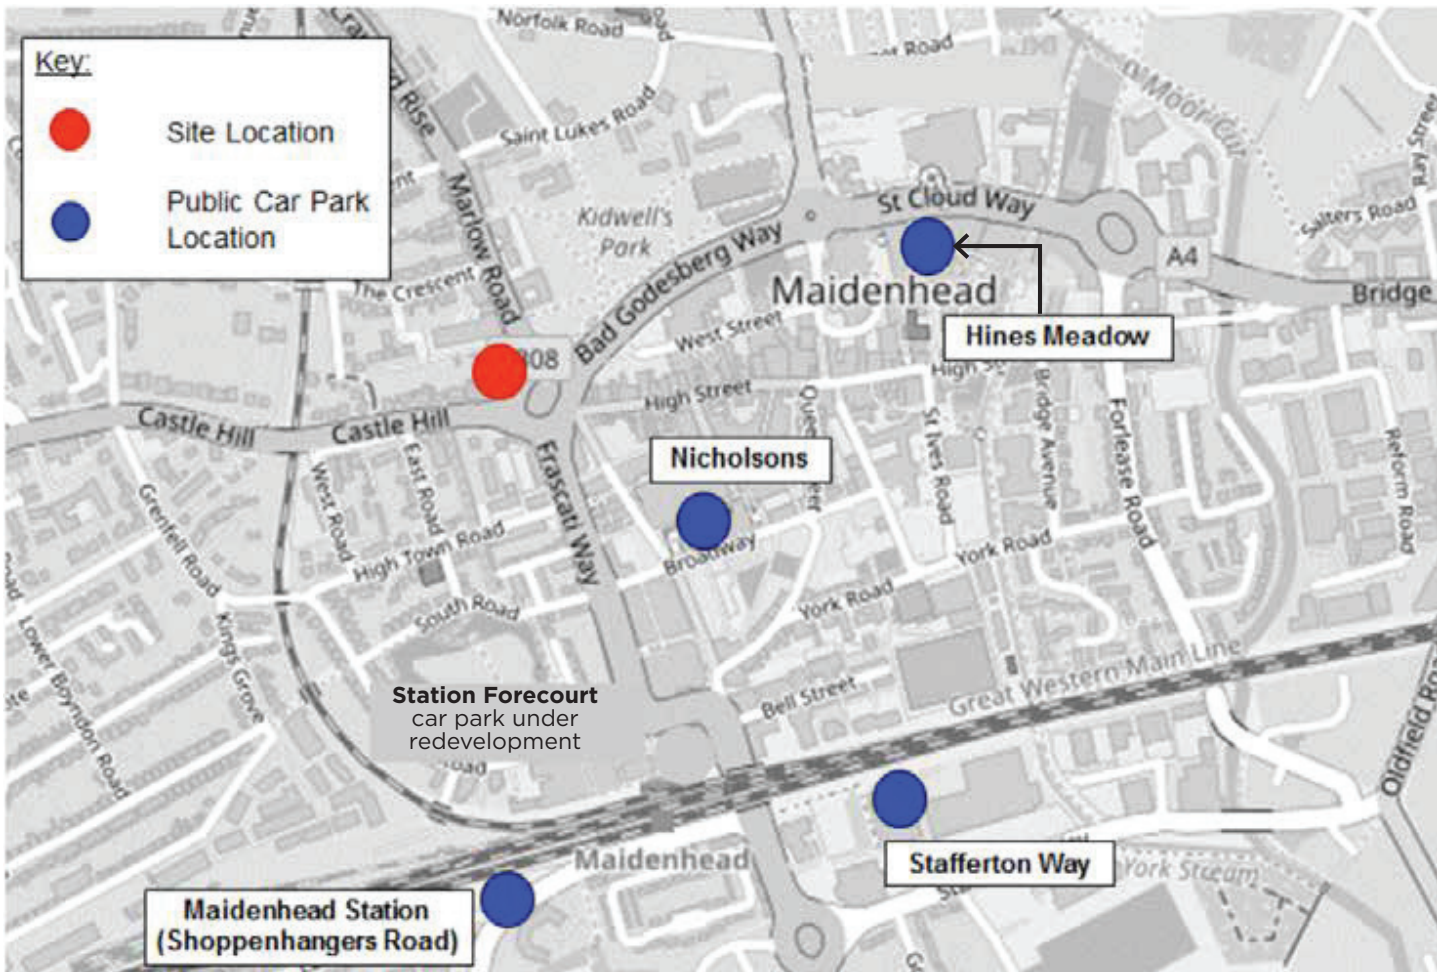 Key:
Site Location
Public Car Park
Location
Norfolk Road
Saint Lukes Road
Marlow Road
Kidwell's
Park
The Crescent
Bad Godesberg Way
St Cloud Way
A4
Bridge
Salters Road
Ray Street
Maidenhead
Hines Meadow
West Street
High Street
Castle Hill
Castle Hill
Nicholsons
St Ives Road
Bridge Avenue
Forlease Road
Reform Road
Frascati Way
East Road
West Road
High Town Road
Grenfell Road
Broadway
York Road
York Road
South Road
Kings Grove
Lower Boyndon Road
Great Western Main Line
Bell Street
Station Forecourt
car park under
redevelopment
Oldfield Road
Maidenhead
Stafferton Way
York Stream
Maidenhead Station
(Shoppenhangers Road)